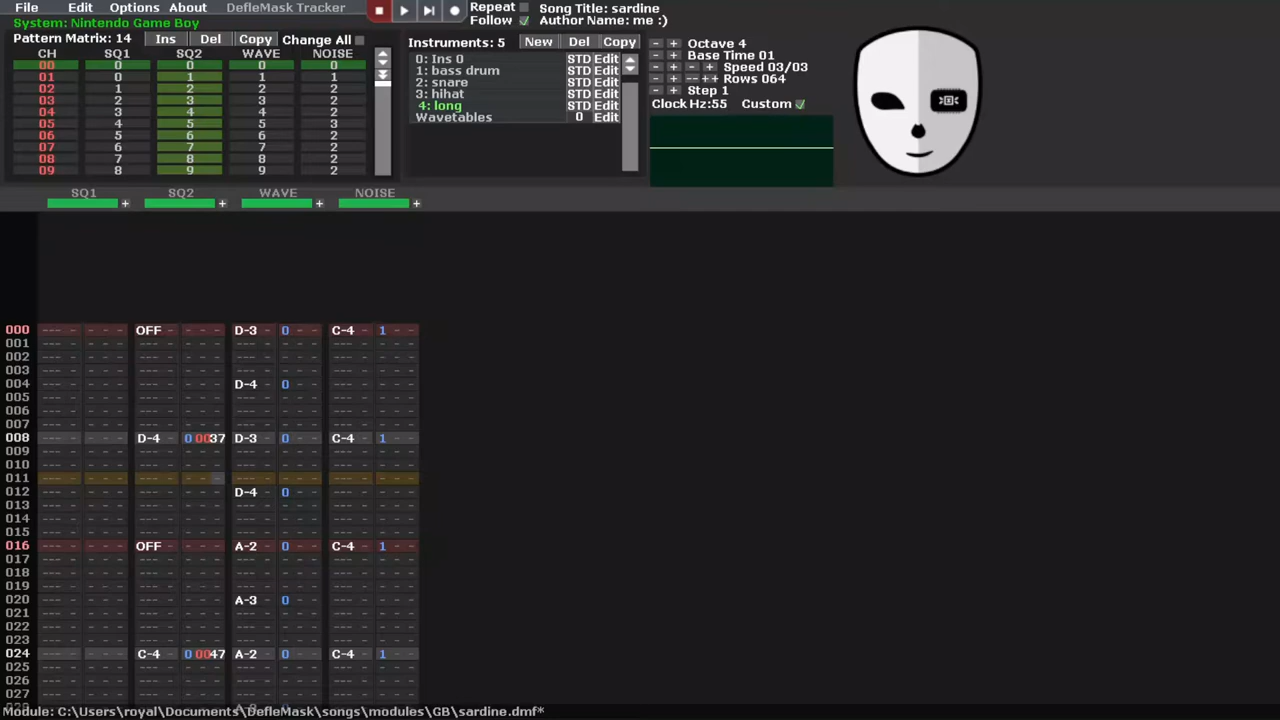 File Edit Options About DefleMask Tracker
System: Nintendo Game Boy
Repeat Song Title: sardine
Follow Author Name: me :)
Pattern Matrix: 14 Ins Del Copy Change All
CH SQ1 SQ2 WAVE NOISE
00 0 0 0 0
01 0 1 1 1
02 1 2 2 2
03 2 3 3 2
04 3 4 4 2
05 4 5 5 3
06 5 6 6 2
07 6 7 7 2
08 7 8 8 2
09 8 9 9 2
Instruments: 5 New Del Copy
0: Ins 0 STD Edit
1: bass drum STD Edit
2: snare STD Edit
3: hihat STD Edit
4: long STD Edit
Wavetables 0 Edit
- + Octave 4
- + Base Time 01
- + - + Speed 03/03
- + -- ++ Rows 064
- + Step 1
Clock Hz:55 Custom
SQ1 SQ2 WAVE NOISE
+ + + +
000 --- - - - - OFF - - - - D-3 - 0 - - C-4 - 1 - -
001 --- - - - - --- - - - - --- - - - - --- - - - -
002 --- - - - - --- - - - - --- - - - - --- - - - -
003 --- - - - - --- - - - - --- - - - - --- - - - -
004 --- - - - - --- - - - - D-4 - 0 - - --- - - - -
005 --- - - - - --- - - - - --- - - - - --- - - - -
006 --- - - - - --- - - - - --- - - - - --- - - - -
007 --- - - - - --- - - - - --- - - - - --- - - - -
008 --- - - - - D-4 - 0 0037 D-3 - 0 - - C-4 - 1 - -
009 --- - - - - --- - - - - --- - - - - --- - - - -
010 --- - - - - --- - - - - --- - - - - --- - - - -
011 --- - - - - --- - - - - --- - - - - --- - - - -
012 --- - - - - --- - - - - D-4 - 0 - - --- - - - -
013 --- - - - - --- - - - - --- - - - - --- - - - -
014 --- - - - - --- - - - - --- - - - - --- - - - -
015 --- - - - - --- - - - - --- - - - - --- - - - -
016 --- - - - - OFF - - - - A-2 - 0 - - C-4 - 1 - -
017 --- - - - - --- - - - - --- - - - - --- - - - -
018 --- - - - - --- - - - - --- - - - - --- - - - -
019 --- - - - - --- - - - - --- - - - - --- - - - -
020 --- - - - - --- - - - - A-3 - 0 - - --- - - - -
021 --- - - - - --- - - - - --- - - - - --- - - - -
022 --- - - - - --- - - - - --- - - - - --- - - - -
023 --- - - - - --- - - - - --- - - - - --- - - - -
024 --- - - - - C-4 - 0 0047 A-2 - 0 - - C-4 - 1 - -
025 --- - - - - --- - - - - --- - - - - --- - - - -
026 --- - - - - --- - - - - --- - - - - --- - - - -
027 --- - - - - --- - - - - --- - - - - --- - - - -
Module: C:\Users\royal\Documents\DefleMask\songs\modules\GB\sardine.dmf*